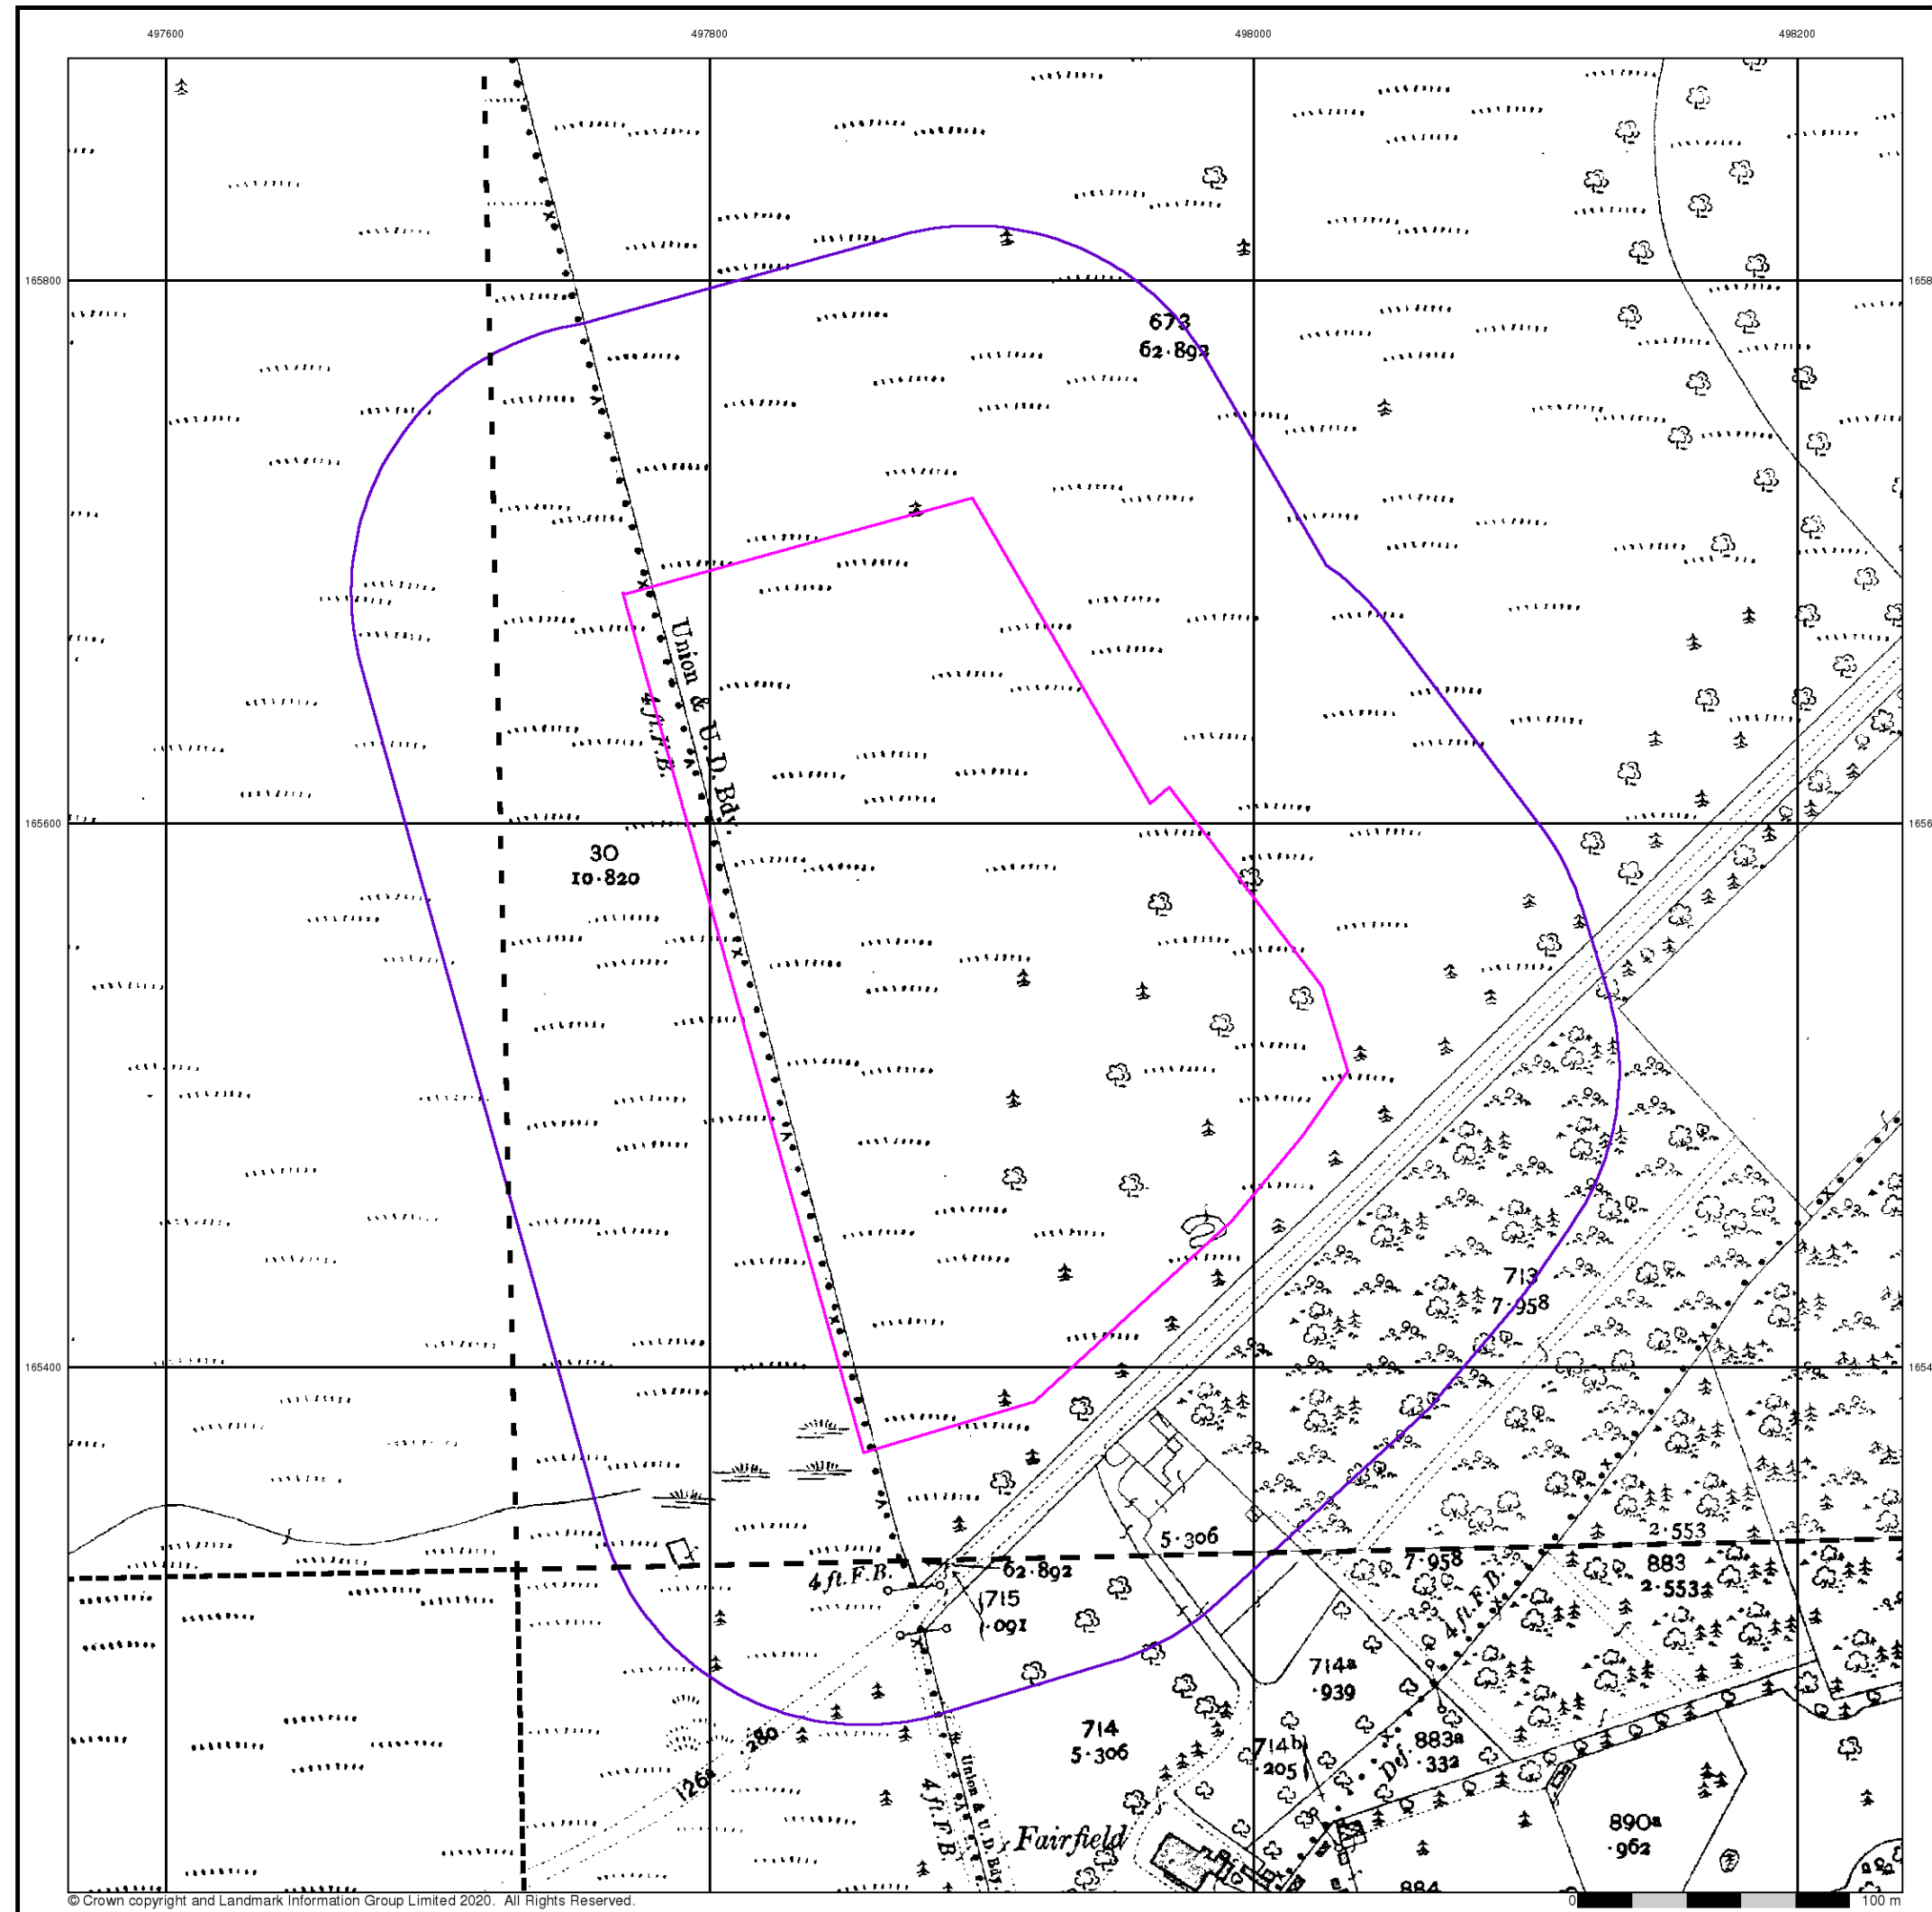 497600 497800 498000 498200
165800
673
62·892
Union & U.D. Bdy.
4 ft. F.B.
165600
30
10·820
713
7·958
165400
5·306
2·553
7·958
883
2·553
4 ft. F.B.
62·892
715
·091
4 ft. F.B.
714a
·939
714
5·306
714b
·205
Def.
883a
·332
·280
126a
Union & U.D. Bdy.
4 ft. F.B.
Fairfield
890a
·962
884
© Crown copyright and Landmark Information Group Limited 2020. All Rights Reserved.
0 100 m